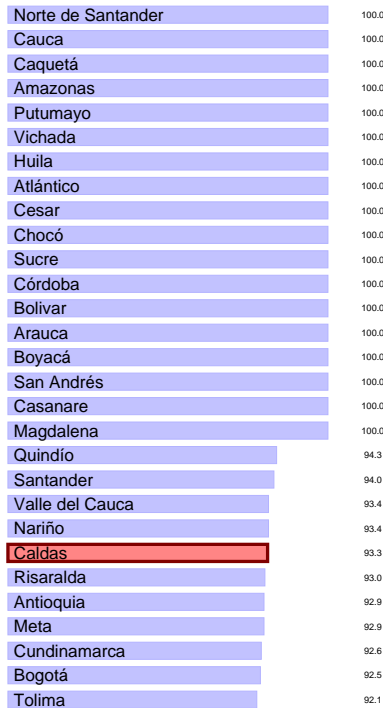 Norte de Santander 100.0
Cauca 100.0
Caquetá 100.0
Amazonas 100.0
Putumayo 100.0
Vichada 100.0
Huila 100.0
Atlántico 100.0
Cesar 100.0
Chocó 100.0
Sucre 100.0
Córdoba 100.0
Bolivar 100.0
Arauca 100.0
Boyacá 100.0
San Andrés 100.0
Casanare 100.0
Magdalena 100.0
Quindío 94.3
Santander 94.0
Valle del Cauca 93.4
Nariño 93.4
Caldas 93.3
Risaralda 93.0
Antioquia 92.9
Meta 92.9
Cundinamarca 92.6
Bogotá 92.5
Tolima 92.1